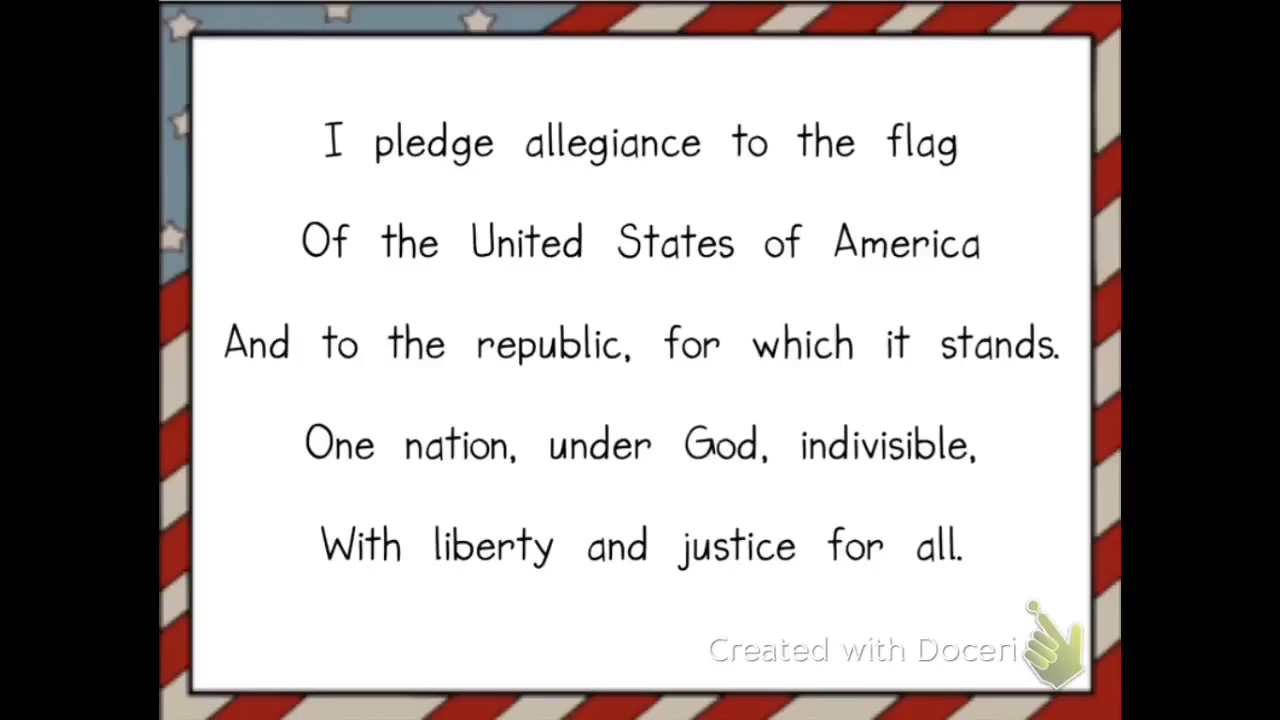 I pledge allegiance to the flag
Of the United States of America
And to the republic, for which it stands.
One nation, under God, indivisible,
With liberty and justice for all.
Created with Doceri